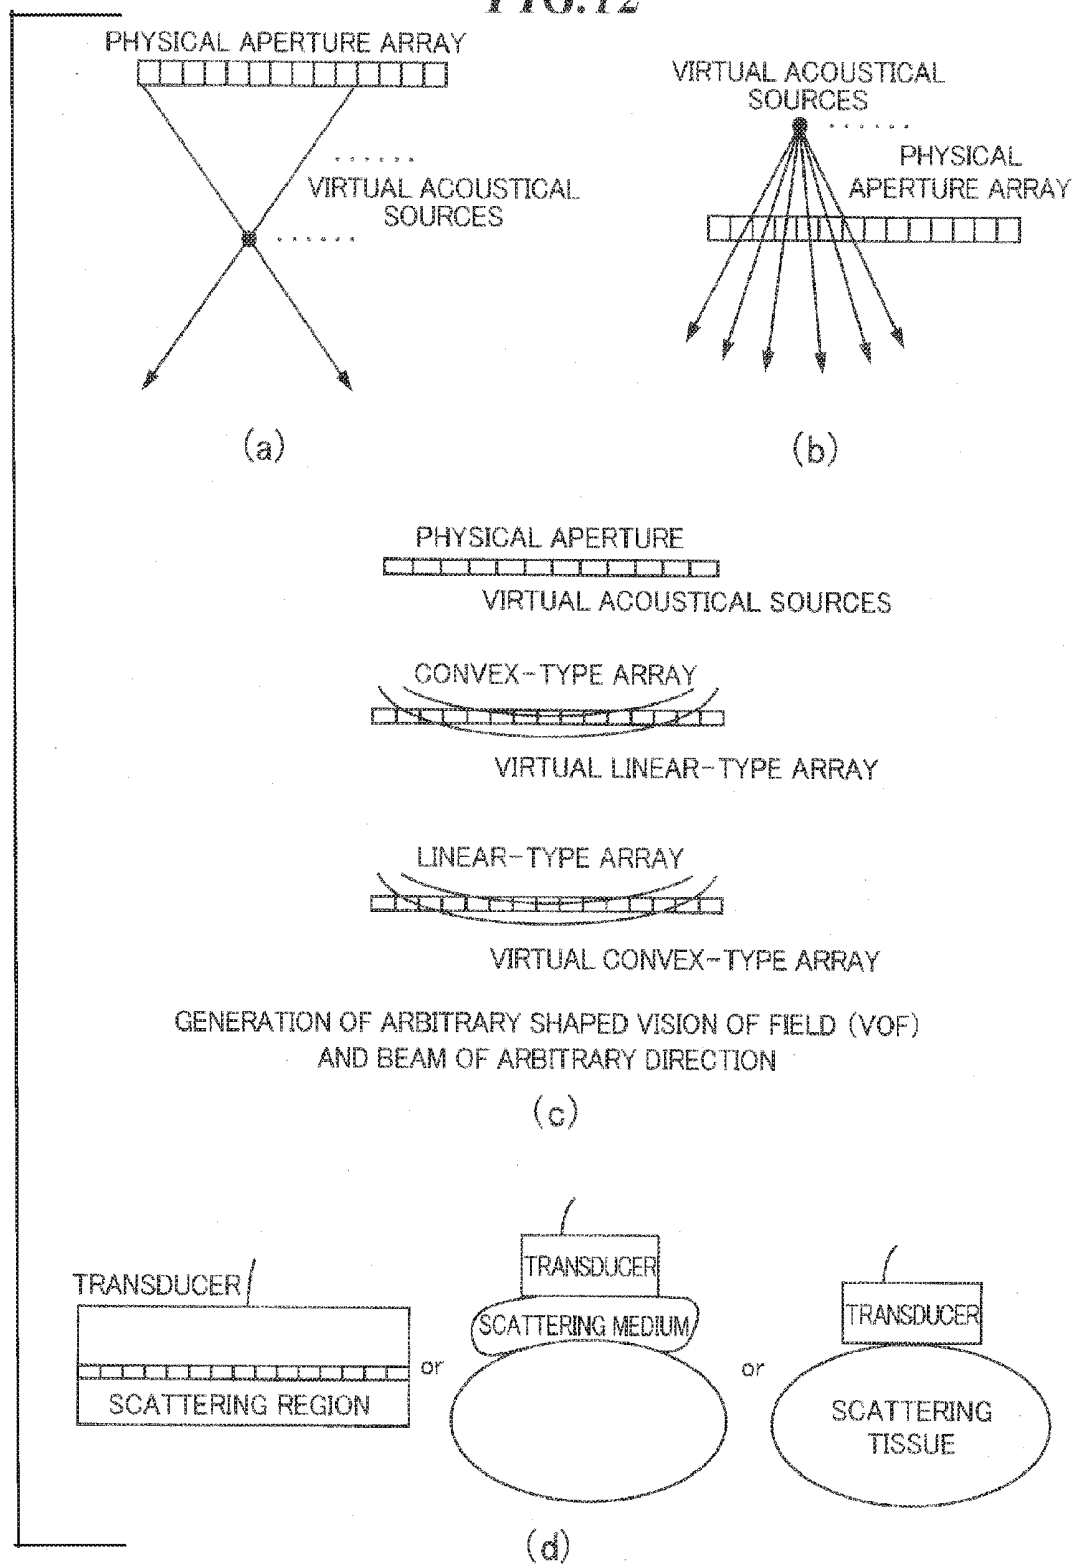 FIG.12
PHYSICAL APERTURE ARRAY
VIRTUAL ACOUSTICAL
SOURCES
(a)
VIRTUAL ACOUSTICAL
SOURCES
PHYSICAL
APERTURE ARRAY
(b)
PHYSICAL APERTURE
VIRTUAL ACOUSTICAL SOURCES
CONVEX-TYPE ARRAY
VIRTUAL LINEAR-TYPE ARRAY
LINEAR-TYPE ARRAY
VIRTUAL CONVEX-TYPE ARRAY
GENERATION OF ARBITRARY SHAPED VISION OF FIELD (VOF)
AND BEAM OF ARBITRARY DIRECTION
(c)
TRANSDUCER
SCATTERING REGION
or
TRANSDUCER
SCATTERING MEDIUM
or
TRANSDUCER
SCATTERING
TISSUE
(d)